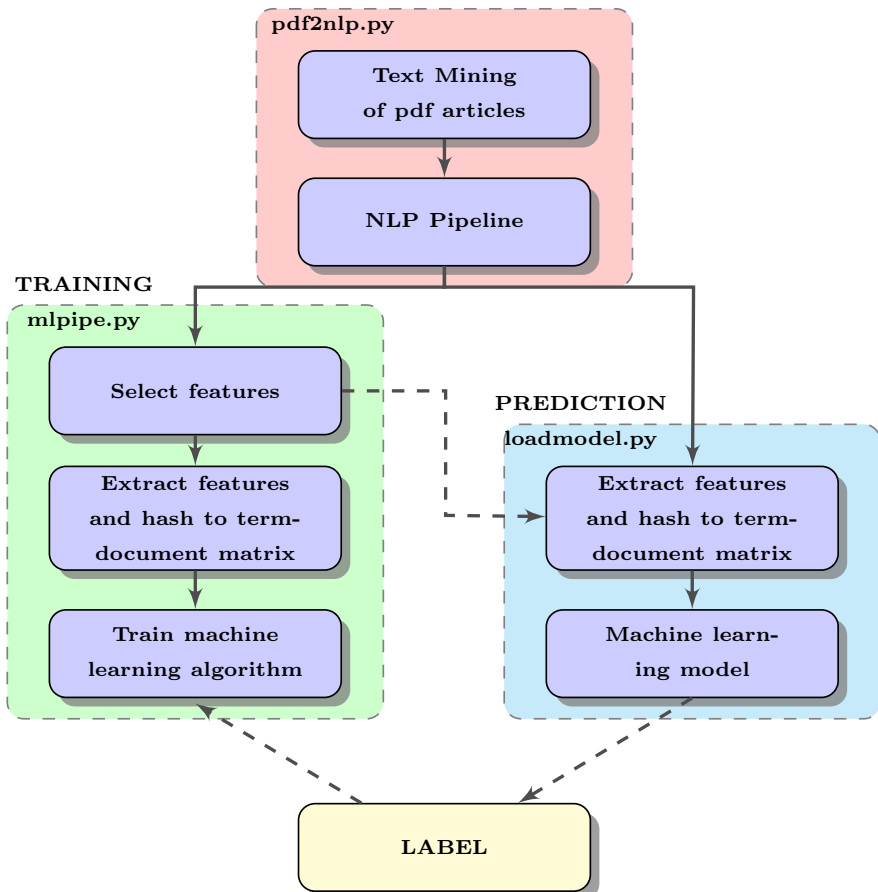 pdf2nlp.py
Text Mining
of pdf articles
NLP Pipeline
TRAINING
mlpipe.py
Select features
Extract features
and hash to term-
document matrix
Train machine
learning algorithm
PREDICTION
loadmodel.py
Extract features
and hash to term-
document matrix
Machine learn-
ing model
LABEL